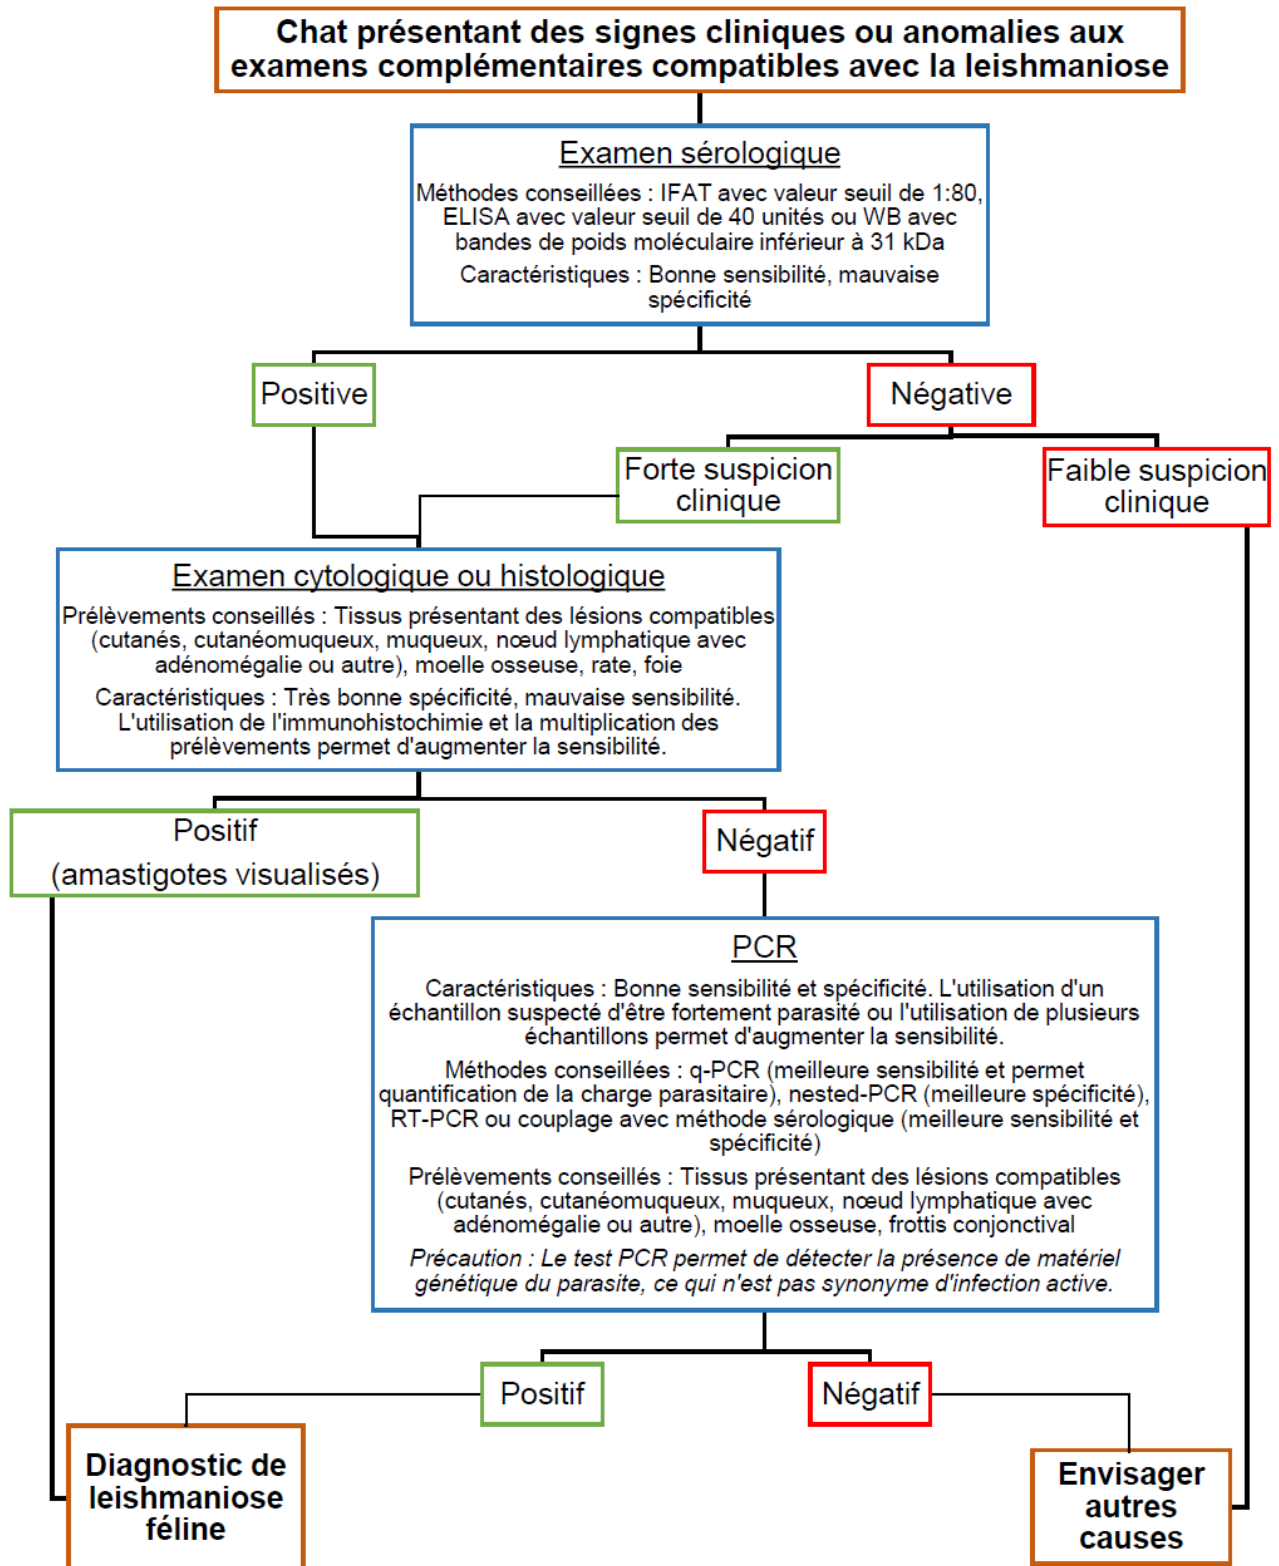 Chat présentant des signes cliniques ou anomalies aux
examens complémentaires compatibles avec la leishmaniose
Examen sérologique
Méthodes conseillées : IFAT avec valeur seuil de 1:80,
ELISA avec valeur seuil de 40 unités ou WB avec
bandes de poids moléculaire inférieur à 31 kDa
Caractéristiques : Bonne sensibilité, mauvaise
spécificité
Positive
Négative
Forte suspicion
clinique
Faible suspicion
clinique
Examen cytologique ou histologique
Prélèvements conseillés : Tissus présentant des lésions compatibles
(cutanés, cutanéomuqueux, muqueux, nœud lymphatique avec
adénomégalie ou autre), moelle osseuse, rate, foie
Caractéristiques : Très bonne spécificité, mauvaise sensibilité.
L'utilisation de l'immunohistochimie et la multiplication des
prélèvements permet d'augmenter la sensibilité.
Positif
(amastigotes visualisés)
Négatif
PCR
Caractéristiques : Bonne sensibilité et spécificité. L'utilisation d'un
échantillon suspecté d'être fortement parasité ou l'utilisation de plusieurs
échantillons permet d'augmenter la sensibilité.
Méthodes conseillées : q-PCR (meilleure sensibilité et permet
quantification de la charge parasitaire), nested-PCR (meilleure spécificité),
RT-PCR ou couplage avec méthode sérologique (meilleure sensibilité et
spécificité)
Prélèvements conseillés : Tissus présentant des lésions compatibles
(cutanés, cutanéomuqueux, muqueux, nœud lymphatique avec
adénomégalie ou autre), moelle osseuse, frottis conjonctival
Précaution : Le test PCR permet de détecter la présence de matériel
génétique du parasite, ce qui n'est pas synonyme d'infection active.
Positif
Négatif
Diagnostic de
leishmaniose
féline
Envisager
autres
causes